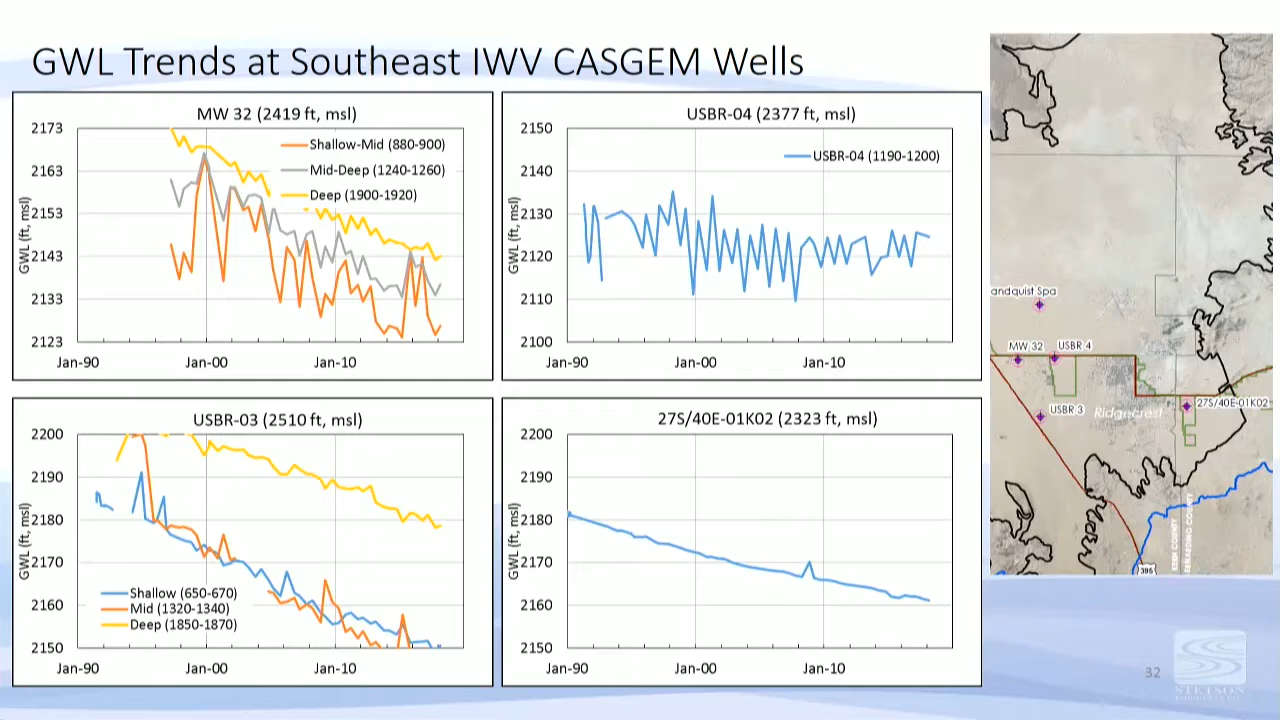 GWL Trends at Southeast IWV CASGEM Wells
MW 32 (2419 ft, msl)
GWL (ft, msl)
2173
2163
2153
2143
2133
2123
Jan-90
Jan-00
Jan-10
Shallow-Mid (880-900)
Mid-Deep (1240-1260)
Deep (1900-1920)
USBR-04 (2377 ft, msl)
GWL (ft, msl)
2150
2140
2130
2120
2110
2100
Jan-90
Jan-00
Jan-10
USBR-04 (1190-1200)
USBR-03 (2510 ft, msl)
GWL (ft, msl)
2200
2190
2180
2170
2160
2150
Jan-90
Jan-00
Jan-10
Shallow (650-670)
Mid (1320-1340)
Deep (1850-1870)
27S/40E-01K02 (2323 ft, msl)
GWL (ft, msl)
2200
2190
2180
2170
2160
2150
Jan-90
Jan-00
Jan-10
andquist Spa
MW 32
USBR 4
USBR 3
27S/40E-01K02
Ridgecrest
KERN COUNTY
395
32
STETSON